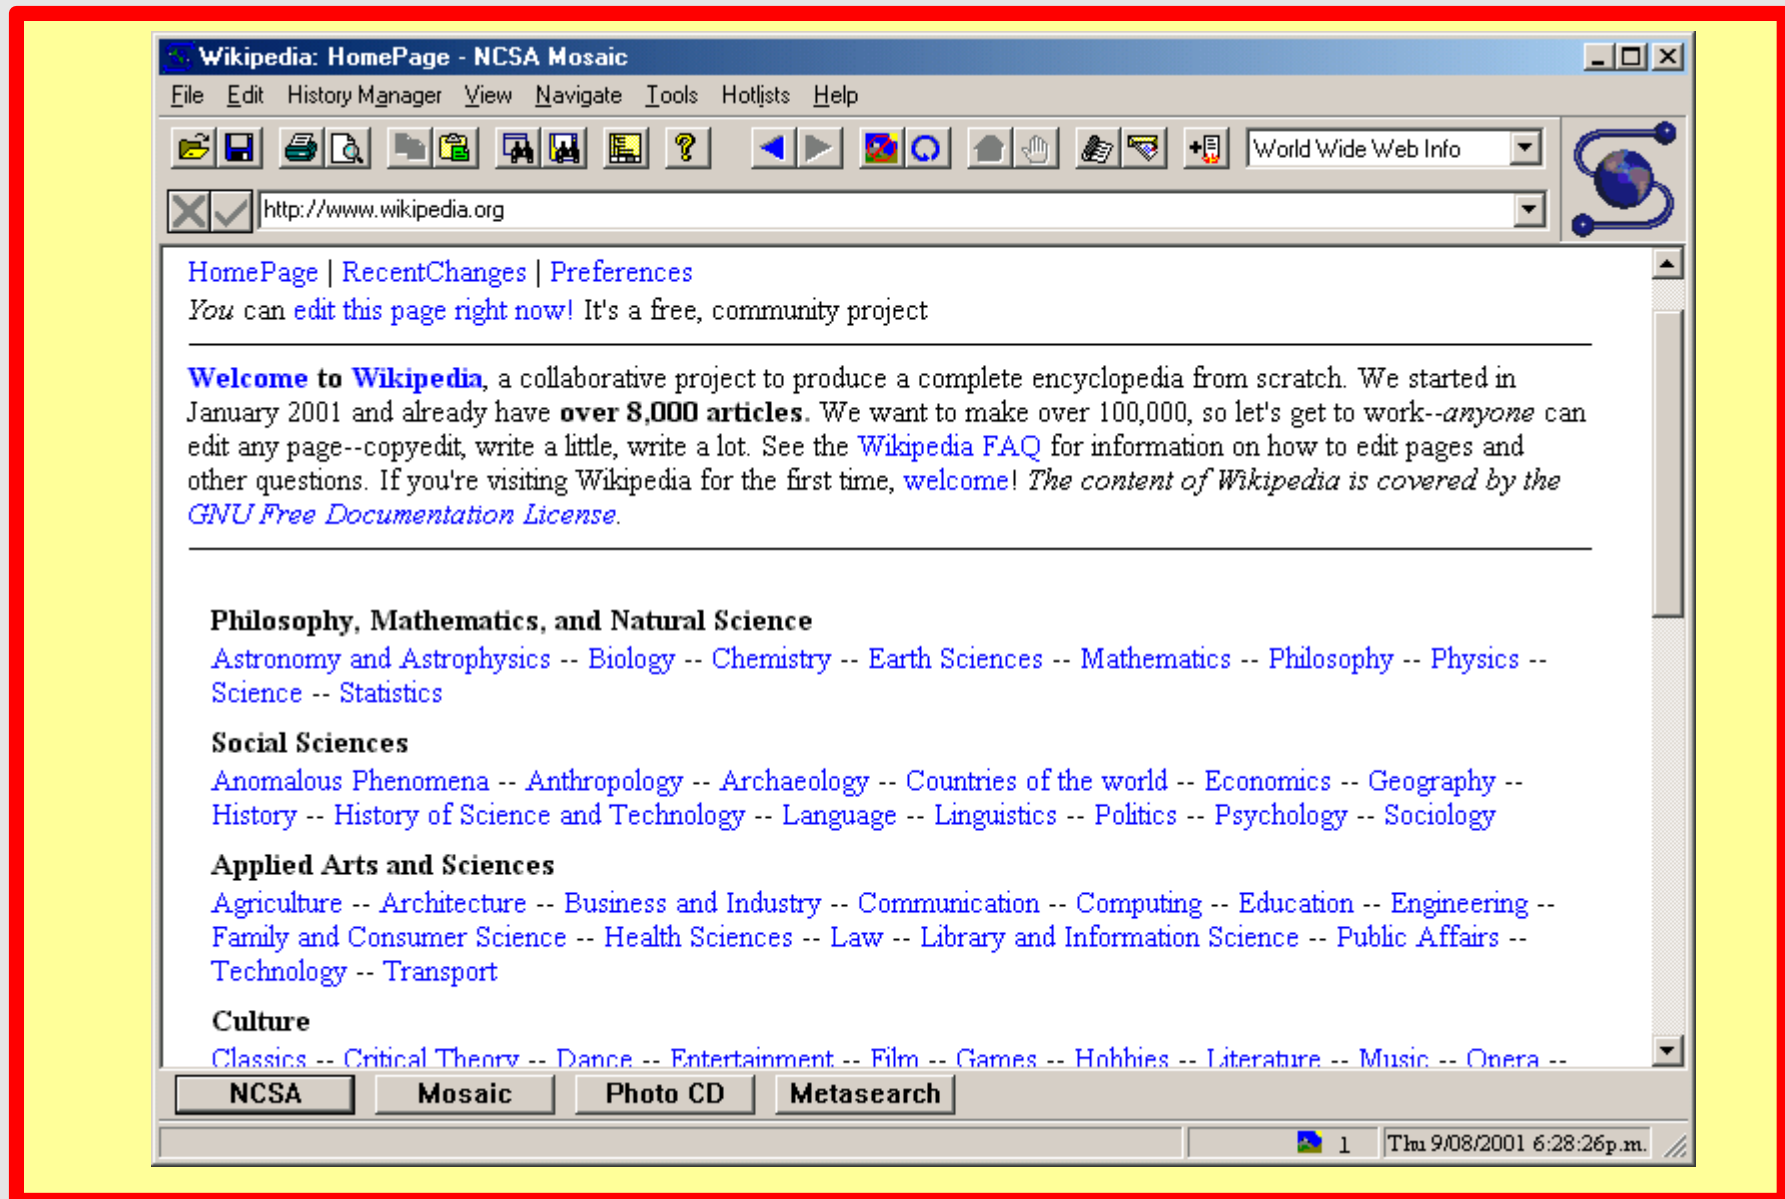 Wikipedia: HomePage - NCSA Mosaic
File Edit History Manager View Navigate Tools Hotlists Help
World Wide Web Info
http://www.wikipedia.org
HomePage | RecentChanges | Preferences
You can edit this page right now! It's a free, community project
Welcome to Wikipedia, a collaborative project to produce a complete encyclopedia from scratch. We started in
January 2001 and already have over 8,000 articles. We want to make over 100,000, so let's get to work--anyone can
edit any page--copyedit, write a little, write a lot. See the Wikipedia FAQ for information on how to edit pages and
other questions. If you're visiting Wikipedia for the first time, welcome! The content of Wikipedia is covered by the
GNU Free Documentation License.
Philosophy, Mathematics, and Natural Science
Astronomy and Astrophysics -- Biology -- Chemistry -- Earth Sciences -- Mathematics -- Philosophy -- Physics --
Science -- Statistics
Social Sciences
Anomalous Phenomena -- Anthropology -- Archaeology -- Countries of the world -- Economics -- Geography --
History -- History of Science and Technology -- Language -- Linguistics -- Politics -- Psychology -- Sociology
Applied Arts and Sciences
Agriculture -- Architecture -- Business and Industry -- Communication -- Computing -- Education -- Engineering --
Family and Consumer Science -- Health Sciences -- Law -- Library and Information Science -- Public Affairs --
Technology -- Transport
Culture
Classics -- Critical Theory -- Dance -- Entertainment -- Film -- Games -- Hobbies -- Literature -- Music -- Opera --
NCSA Mosaic Photo CD Metasearch
1 Thu 9/08/2001 6:28:26p.m.